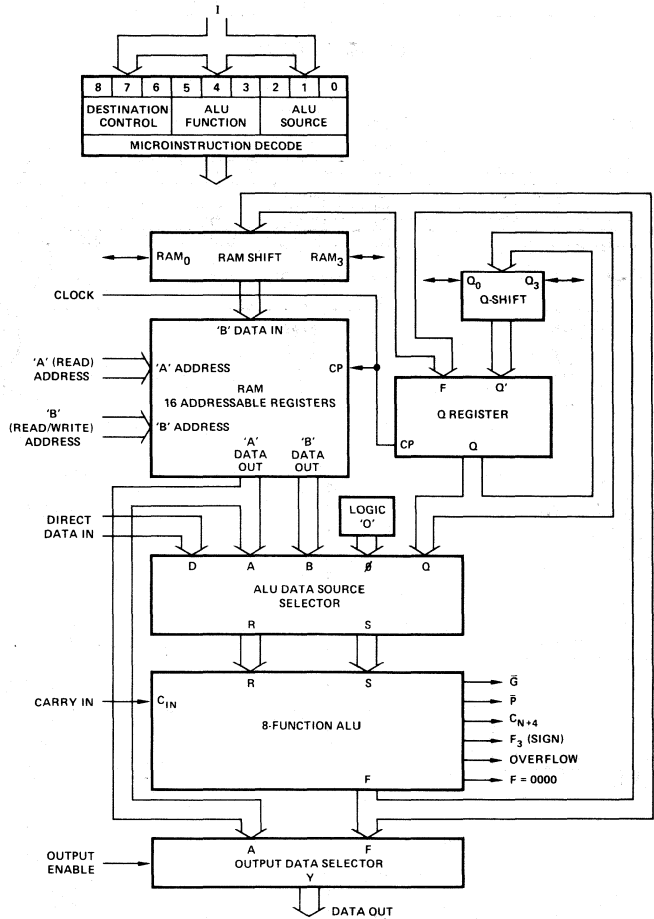 I
8 7 6 5 4 3 2 1 0
DESTINATION CONTROL
ALU FUNCTION
ALU SOURCE
MICROINSTRUCTION DECODE
RAM₀ RAM SHIFT RAM₃
Q₀ Q₃
Q-SHIFT
CLOCK
'B' DATA IN
'A' (READ)
ADDRESS
'A' ADDRESS
CP
RAM
16 ADDRESSABLE REGISTERS
'B'
(READ/WRITE)
ADDRESS
'B' ADDRESS
'A'
DATA
OUT
'B'
DATA
OUT
F Q'
Q REGISTER
CP Q
LOGIC
'O'
DIRECT
DATA IN
D A B Ø Q
ALU DATA SOURCE
SELECTOR
R S
R S
CARRY IN
C_IN
8-FUNCTION ALU
G̅
P̅
C_N+4
F₃ (SIGN)
OVERFLOW
F = 0000
F
A F
OUTPUT
ENABLE
OUTPUT DATA SELECTOR
Y
DATA OUT